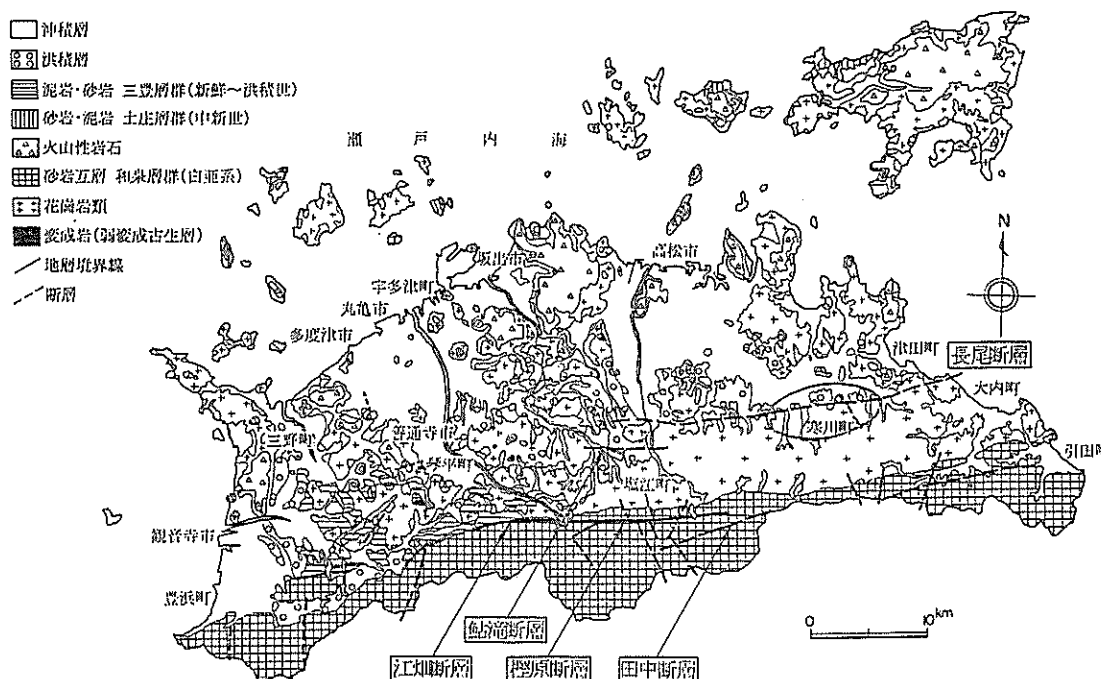 沖積層
洪積層
泥岩・砂岩 三豊層群(新鮮〜洪積世)
砂岩・泥岩 土庄層群(中新世)
火山性岩石
砂岩互層 和泉層群(白亜系)
花崗岩類
変成岩(弱変成古生層)
地層境界線
断層
瀬戸内海
N
高松市
坂出市
宇多津町
丸亀市
多度津市
津田町
長尾断層
大内町
寒川町
善通寺市
三野町
琴平町
引田町
塩江町
観音寺市
豊浜町
鮎滝断層
江畑断層
樫原断層
田中断層
0 10km